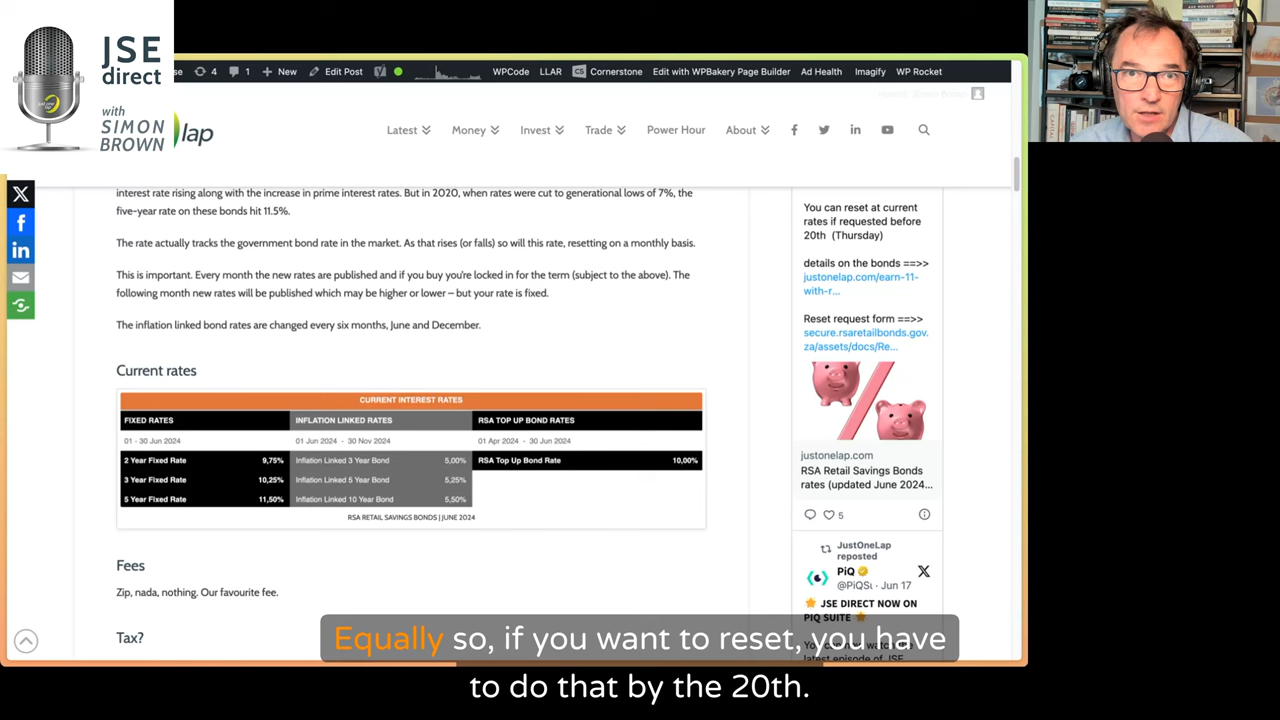 JSE
direct
with
SIMON
BROWN
lap
se
4
1
New
Edit Post
WPCode
LLAR
CS
Cornerstone
Edit with WPBakery Page Builder
Ad Health
Imagify
WP Rocket
Latest
Money
Invest
Trade
Power Hour
About
interest rate rising along with the increase in prime interest rates. But in 2020, when rates were cut to generational lows of 7%, the
five-year rate on these bonds hit 11.5%.
The rate actually tracks the government bond rate in the market. As that rises (or falls) so will this rate, resetting on a monthly basis.
This is important. Every month the new rates are published and if you buy you're locked in for the term (subject to the above). The
following month new rates will be published which may be higher or lower – but your rate is fixed.
The inflation linked bond rates are changed every six months, June and December.
Current rates
CURRENT INTEREST RATES
FIXED RATES
INFLATION LINKED RATES
RSA TOP UP BOND RATES
01 - 30 Jun 2024
01 Jun 2024 - 30 Nov 2024
01 Apr 2024 - 30 Jun 2024
2 Year Fixed Rate 9,75%
Inflation Linked 3 Year Bond 5,00%
RSA Top Up Bond Rate 10,00%
3 Year Fixed Rate 10,25%
Inflation Linked 5 Year Bond 5,25%
5 Year Fixed Rate 11,50%
Inflation Linked 10 Year Bond 5,50%
RSA RETAIL SAVINGS BONDS | JUNE 2024
Fees
Zip, nada, nothing. Our favourite fee.
Tax?
You can reset at current
rates if requested before
20th (Thursday)
details on the bonds ==>>
justonelap.com/earn-11-
with-r...
Reset request form ==>>
secure.rsaretailbonds.gov.
za/assets/docs/Re...
justonelap.com
RSA Retail Savings Bonds
rates (updated June 2024...
5
JustOneLap
reposted
PiQ
@PiQSu · Jun 17
JSE DIRECT NOW ON
PIQ SUITE
Equally so, if you want to reset, you have
to do that by the 20th.